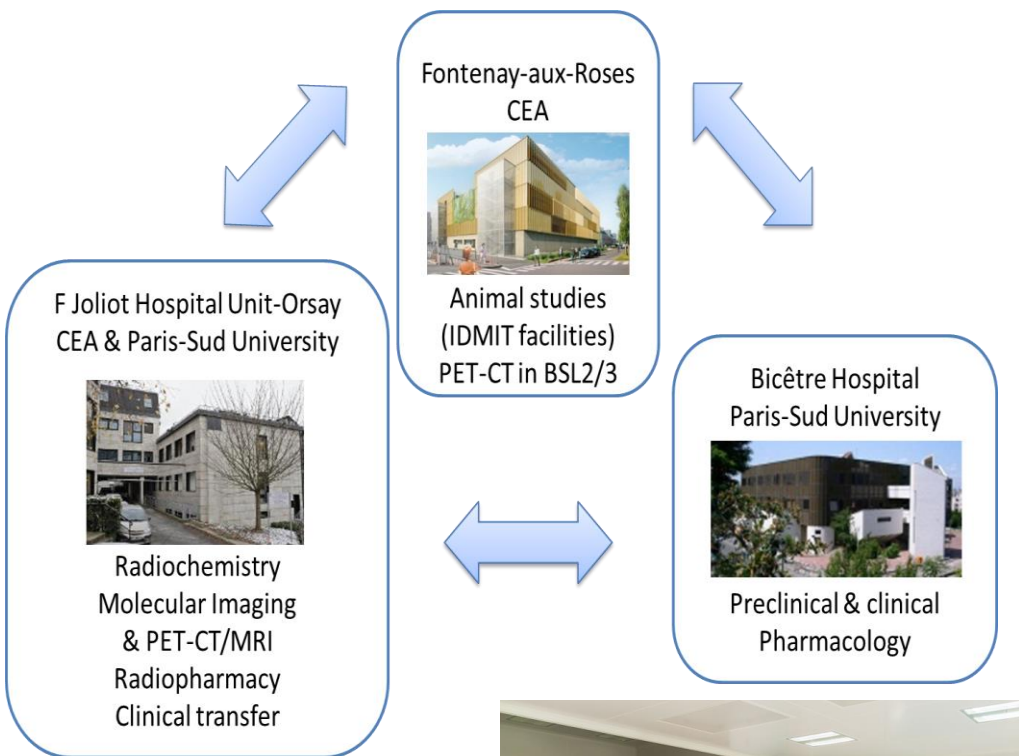 Fontenay-aux-Roses
CEA
Animal studies
(IDMIT facilities)
PET-CT in BSL2/3
F Joliot Hospital Unit-Orsay
CEA & Paris-Sud University
Radiochemistry
Molecular Imaging
& PET-CT/MRI
Radiopharmacy
Clinical transfer
Bicêtre Hospital
Paris-Sud University
Preclinical & clinical
Pharmacology